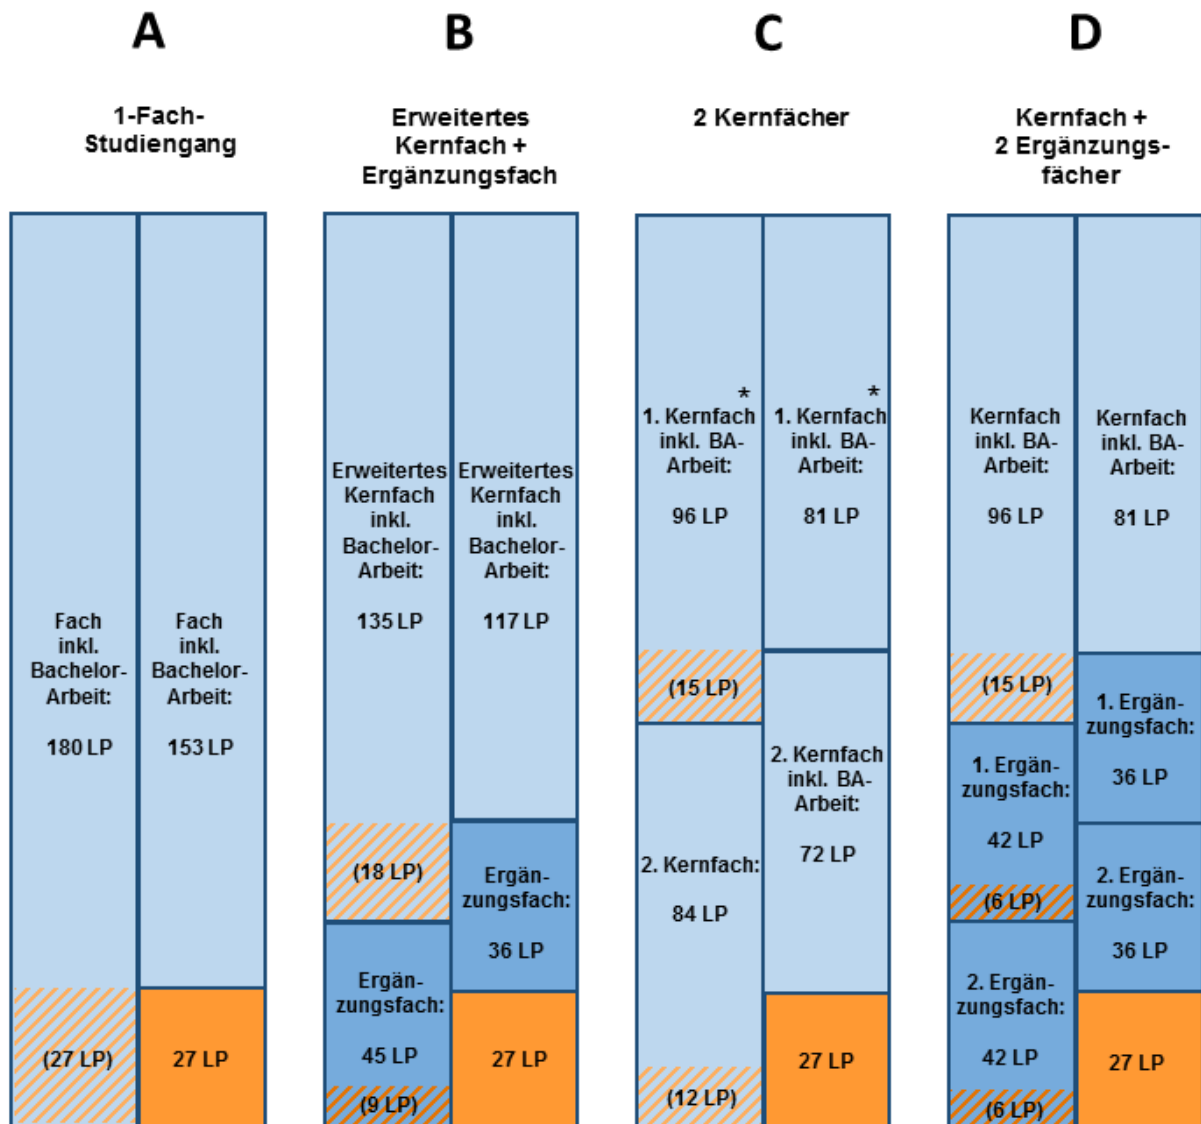 A
1-Fach-
Studiengang
Fach
inkl.
Bachelor-
Arbeit:
180 LP
(27 LP)
Fach
inkl.
Bachelor-
Arbeit:
153 LP
27 LP
B
Erweitertes
Kernfach +
Ergänzungsfach
Erweitertes
Kernfach
inkl.
Bachelor-
Arbeit:
135 LP
(18 LP)
Ergän-
zungsfach:
45 LP
(9 LP)
Erweitertes
Kernfach
inkl.
Bachelor-
Arbeit:
117 LP
Ergän-
zungsfach:
36 LP
27 LP
C
2 Kernfächer
*
1. Kernfach
inkl. BA-
Arbeit:
96 LP
(15 LP)
2. Kernfach:
84 LP
(12 LP)
*
1. Kernfach
inkl. BA-
Arbeit:
81 LP
2. Kernfach
inkl. BA-
Arbeit:
72 LP
27 LP
D
Kernfach +
2 Ergänzungs-
fächer
Kernfach
inkl. BA-
Arbeit:
96 LP
(15 LP)
1. Ergän-
zungsfach:
42 LP
(6 LP)
2. Ergän-
zungsfach:
42 LP
(6 LP)
Kernfach
inkl. BA-
Arbeit:
81 LP
1. Ergän-
zungsfach:
36 LP
2. Ergän-
zungsfach:
36 LP
27 LP